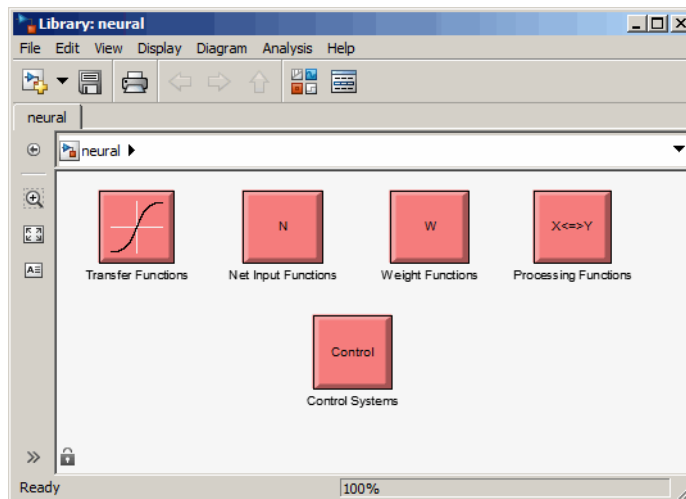 Library: neural
File Edit View Display Diagram Analysis Help
neural
neural
N
W
X<=>Y
Transfer Functions Net Input Functions Weight Functions Processing Functions
Control
Control Systems
Ready 100%